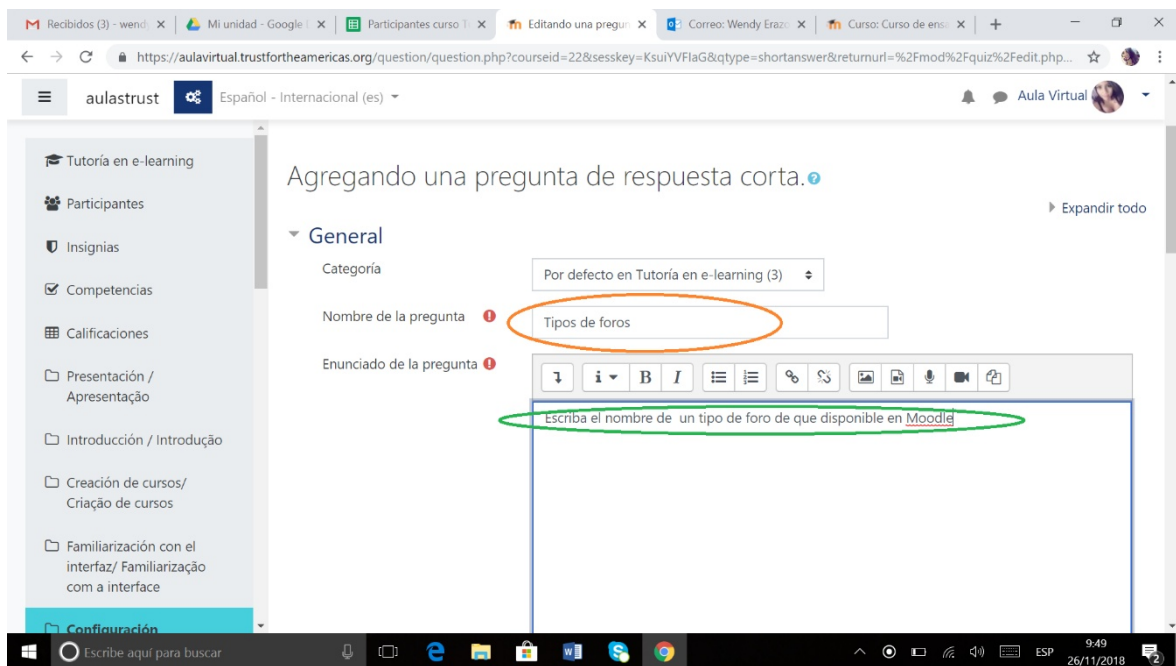 Recibidos (3) - wend
Mi unidad - Google
Participantes curso T
Editando una pregun
Correo: Wendy Erazo
Curso: Curso de ensa
https://aulavirtual.trustfortheamericas.org/question/question.php?courseid=22&sesskey=KsuiYVFlaG&qtype=shortanswer&returnurl=%2Fmod%2Fquiz%2Fedit.php...
aulastrust
Español - Internacional (es)
Aula Virtual
Tutoría en e-learning
Participantes
Insignias
Competencias
Calificaciones
Presentación /
Apresentação
Introducción / Introdução
Creación de cursos/
Criação de cursos
Familiarización con el
interfaz/ Familiarização
com a interface
Configuración
Agregando una pregunta de respuesta corta.
Expandir todo
General
Categoría
Por defecto en Tutoría en e-learning (3)
Nombre de la pregunta
Tipos de foros
Enunciado de la pregunta
i
B
I
Escriba el nombre de un tipo de foro de que disponible en Moodle
Escribe aquí para buscar
ESP
9:49
26/11/2018
2